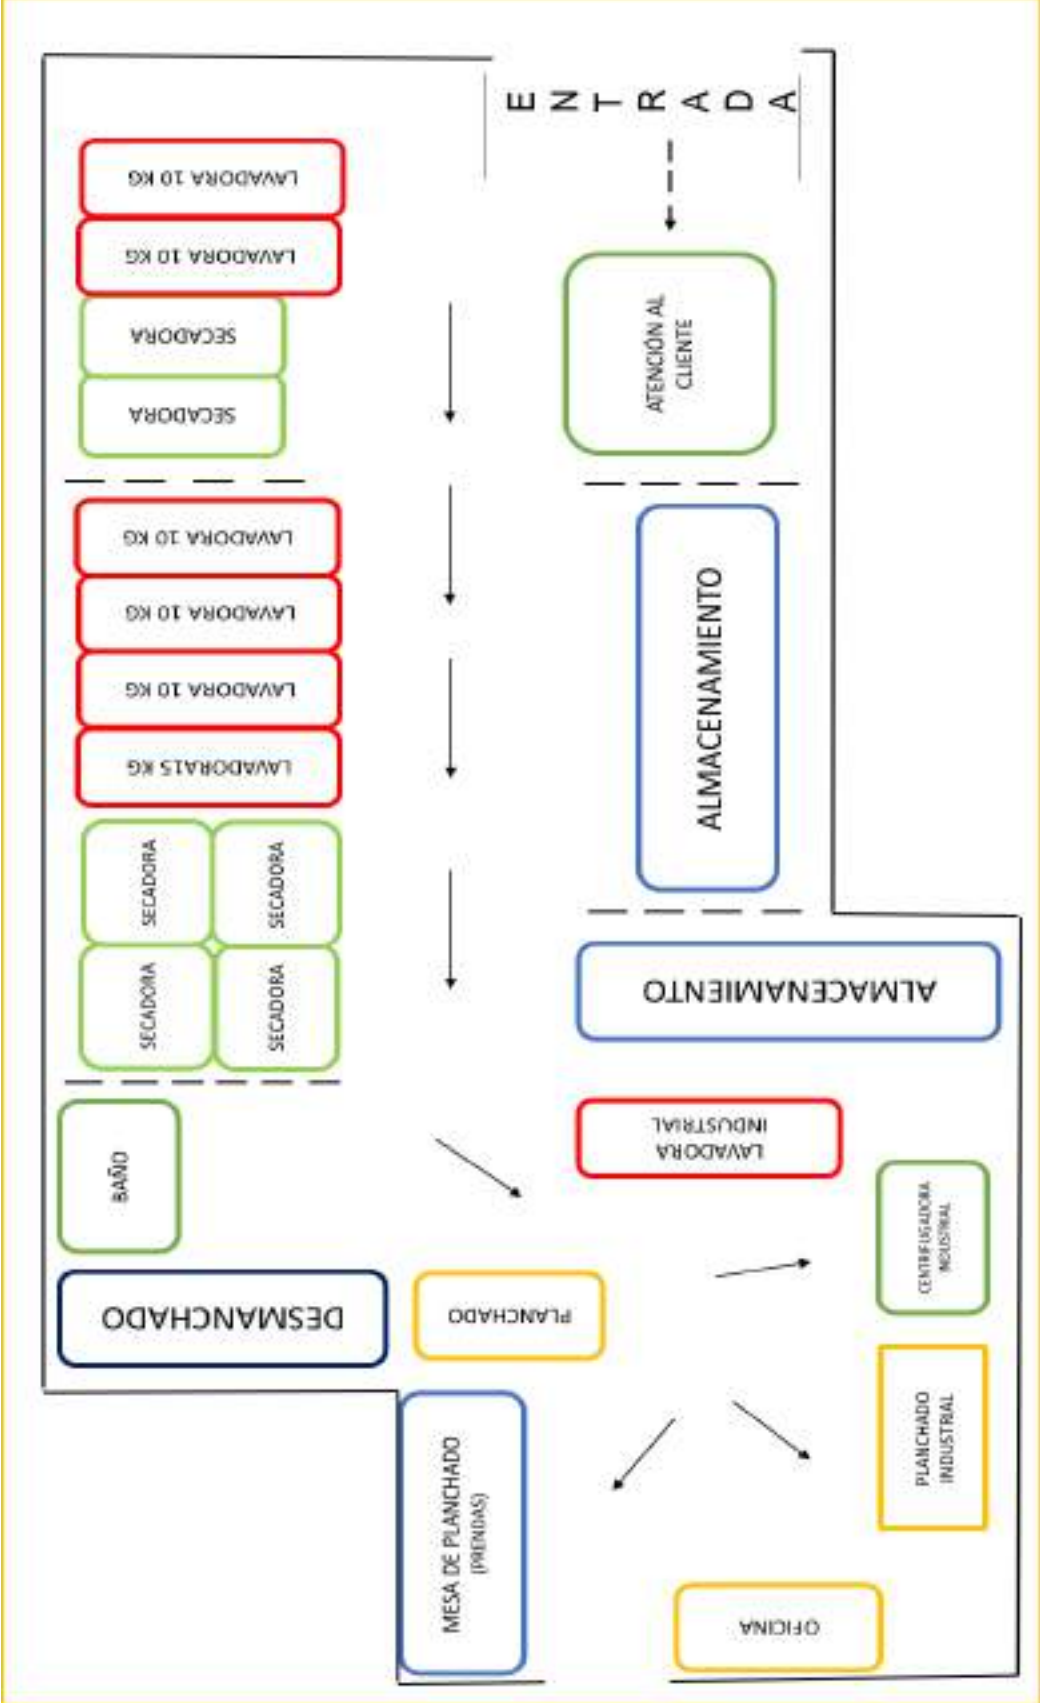 ENTRADA
LAVADORA 10 KG
LAVADORA 10 KG
SECADORA
SECADORA
ATENCIÓN AL
CLIENTE
LAVADORA 10 KG
LAVADORA 10 KG
LAVADORA 10 KG
LAVADORA15 KG
ALMACENAMIENTO
SECADORA
SECADORA
SECADORA
SECADORA
ALMACENAMIENTO
BAÑO
LAVADORA
INDUSTRIAL
CENTRIFUGADORA
INDUSTRIAL
DESMANCHADO
PLANCHADO
PLANCHADO
INDUSTRIAL
MESA DE PLANCHADO
(PRENDAS)
OFICINA